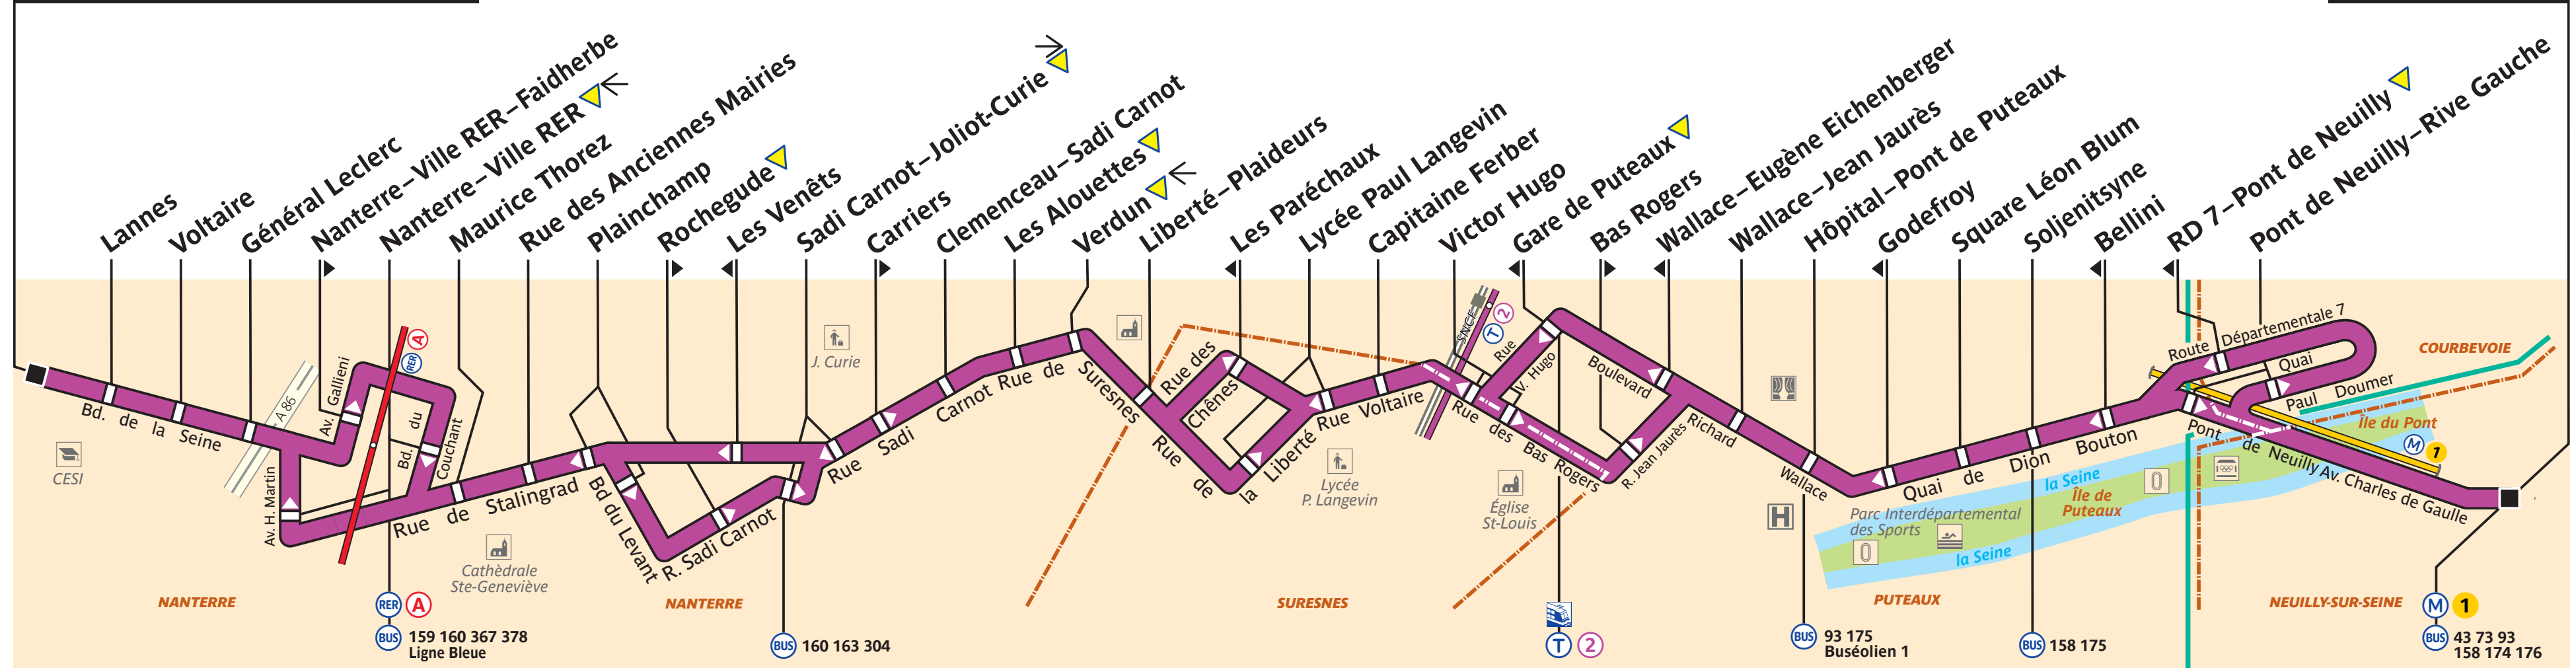 Lannes
Voltaire
Général Leclerc
Nanterre–Ville RER–Faidherbe
Nanterre–Ville RER
Maurice Thorez
Rue des Anciennes Mairies
Plainchamp
Rochegude
Les Venêts
Sadi Carnot–Joliot-Curie
Carriers
Clemenceau–Sadi Carnot
Les Alouettes
Verdun
Liberté–Plaideurs
Les Paréchaux
Lycée Paul Langevin
Capitaine Ferber
Victor Hugo
Gare de Puteaux
Bas Rogers
Wallace–Eugène Eichenberger
Wallace–Jean Jaurès
Hôpital–Pont de Puteaux
Godefroy
Square Léon Blum
Soljenitsyne
Bellini
RD 7–Pont de Neuilly
Pont de Neuilly–Rive Gauche
Bd. de la Seine
CESI
A 86
Av. H. Martin
Av. Gallieni
RER A
Bd. du Couchant
Rue de Stalingrad
Cathèdrale
Ste-Geneviève
Bd du Levant
R. Sadi Carnot
J. Curie
Rue Sadi Carnot
Rue de Suresnes
Rue des Chênes
Rue de la Liberté
Rue Voltaire
Lycée
P. Langevin
SNCF
T 2
Rue V. Hugo
Rue des Bas Rogers
Église
St-Louis
R. Jean Jaurès
Boulevard Richard Wallace
H
Quai de Dion Bouton
Parc Interdépartemental
des Sports
la Seine
la Seine
Île de
Puteaux
Route Départementale 7
Quai Paul Doumer
Pont de Neuilly
Av. Charles de Gaulle
Île du Pont
M 1
COURBEVOIE
NANTERRE
NANTERRE
SURESNES
PUTEAUX
NEUILLY-SUR-SEINE
RER A
BUS 159 160 367 378
Ligne Bleue
BUS 160 163 304
T 2
BUS 93 175
Buséolien 1
BUS 158 175
M 1
BUS 43 73 93
158 174 176